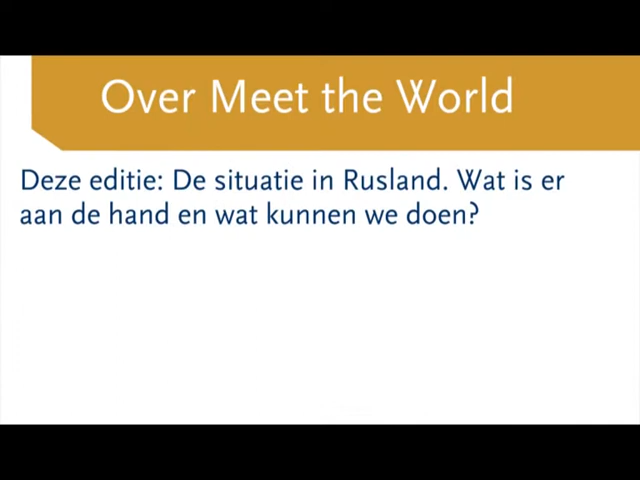 Over Meet the World
Deze editie: De situatie in Rusland. Wat is er
aan de hand en wat kunnen we doen?